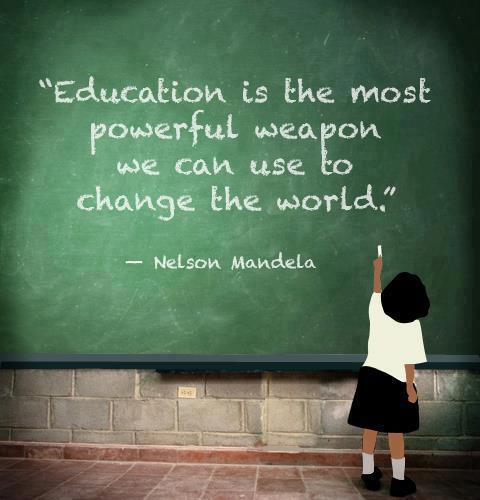 “Education is the most
powerful weapon
we can use to
change the world.”
— Nelson Mandela